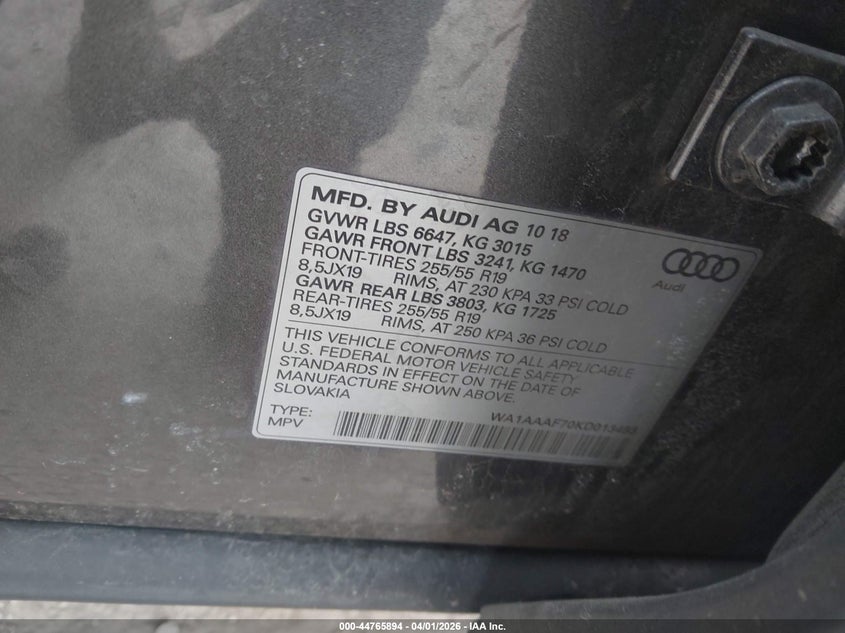 MFD. BY AUDI AG 10 18
GVWR LBS 6647, KG 3015
GAWR FRONT LBS 3241, KG 1470
FRONT-TIRES 255/55 R19
8,5JX19 RIMS, AT 230 KPA 33 PSI COLD
GAWR REAR LBS 3803, KG 1725
REAR-TIRES 255/55 R19
8,5JX19 RIMS, AT 250 KPA 36 PSI COLD
Audi
THIS VEHICLE CONFORMS TO ALL APPLICABLE
U.S. FEDERAL MOTOR VEHICLE SAFETY
STANDARDS IN EFFECT ON THE DATE OF
MANUFACTURE SHOWN ABOVE.
SLOVAKIA
TYPE:
MPV
WA1AAAF70KD013493
000-44765894 | 04/01/2026 - IAA Inc.